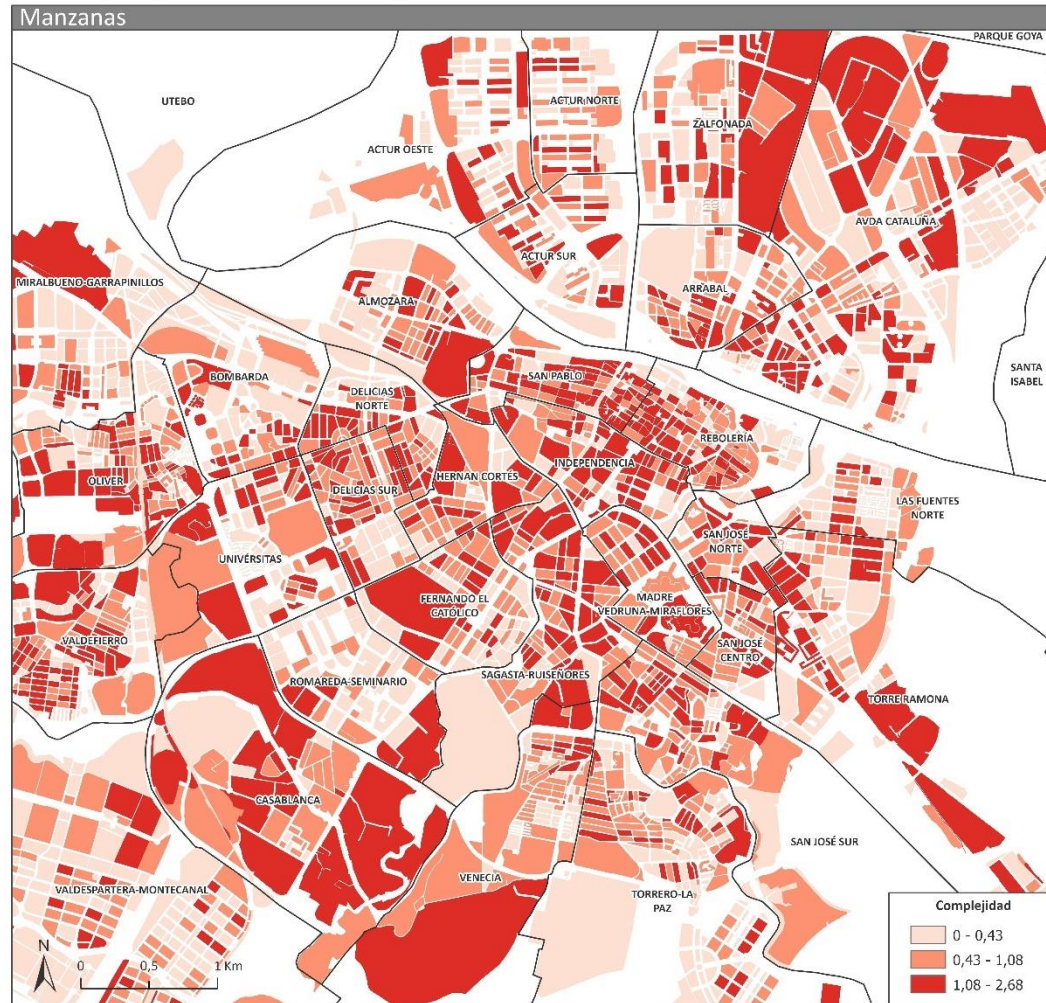 Manzanas
PARQUE GOYA
UTEBO
ACTUR NORTE
ZALFONADA
ACTUR OESTE
AVDA CATALUÑA
ACTUR SUR
MIRALBUENO-GARRAPINILLOS
ARRABAL
ALMOZARA
SANTA
ISABEL
BOMBARDA
SAN PABLO
DELICIAS
NORTE
REBOLERÍA
INDEPENDENCIA
HERNAN CORTÉS
OLIVER
DELICIAS SUR
LAS FUENTES
NORTE
SAN JOSÉ
NORTE
UNIVÉRSITAS
FERNANDO EL
CATÓLICO
MADRE
VEDRUNA-MIRAFLORES
VALDEFIERRO
SAN JOSÉ
CENTRO
ROMAREDA-SEMINARIO
SAGASTA-RUISEÑORES
TORRE RAMONA
CASABLANCA
SAN JOSÉ SUR
VENECIA
VALDESPARTERA-MONTECANAL
TORRERO-LA
PAZ
Complejidad
0 - 0,43
0,43 - 1,08
1,08 - 2,68
N
0 0,5 1 Km